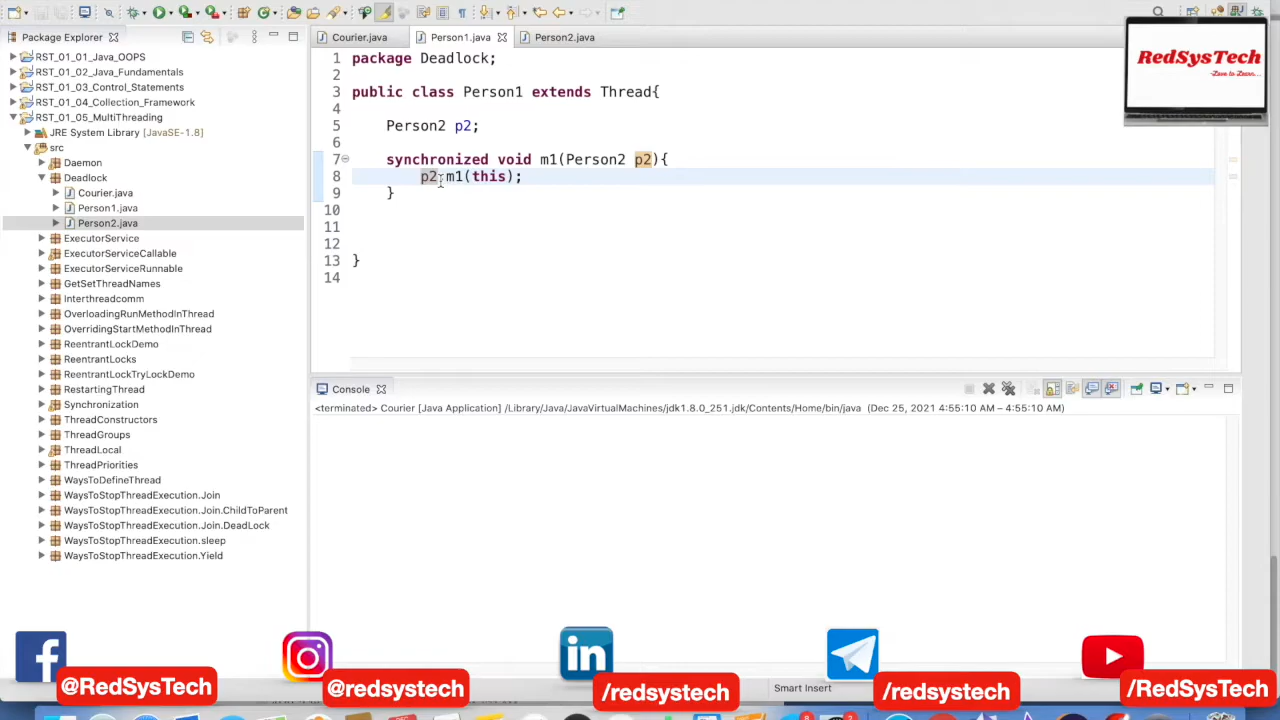 Package Explorer
RST_01_01_Java_OOPS
RST_01_02_Java_Fundamentals
RST_01_03_Control_Statements
RST_01_04_Collection_Framework
RST_01_05_MultiThreading
JRE System Library [JavaSE-1.8]
src
Daemon
Deadlock
Courier.java
Person1.java
Person2.java
ExecutorService
ExecutorServiceCallable
ExecutorServiceRunnable
GetSetThreadNames
Interthreadcomm
OverloadingRunMethodInThread
OverridingStartMethodInThread
ReentrantLockDemo
ReentrantLocks
ReentrantLockTryLockDemo
RestartingThread
Synchronization
ThreadConstructors
ThreadGroups
ThreadLocal
ThreadPriorities
WaysToDefineThread
WaysToStopThreadExecution.Join
WaysToStopThreadExecution.Join.ChildToParent
WaysToStopThreadExecution.Join.DeadLock
WaysToStopThreadExecution.sleep
WaysToStopThreadExecution.Yield
Courier.java Person1.java Person2.java
1 package Deadlock;
2
3 public class Person1 extends Thread{
4
5 Person2 p2;
6
7 synchronized void m1(Person2 p2){
8 p2.m1(this);
9 }
10
11
12
13 }
14
RedSysTech
-Love to Learn...
Console
<terminated> Courier [Java Application] /Library/Java/JavaVirtualMachines/jdk1.8.0_251.jdk/Contents/Home/bin/java (Dec 25, 2021 4:55:10 AM – 4:55:10 AM)
@RedSysTech
@redsystech
in
/redsystech
/redsystech
/RedSysTech
Smart Insert